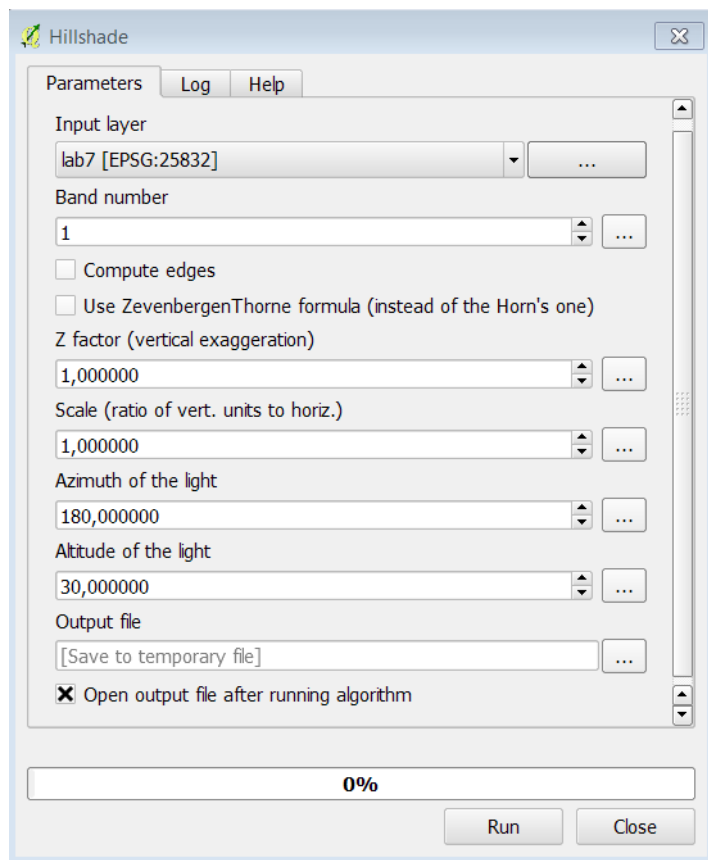 Hillshade
Parameters Log Help
Input layer
lab7 [EPSG:25832] ...
Band number
1 ...
Compute edges
Use ZevenbergenThorne formula (instead of the Horn's one)
Z factor (vertical exaggeration)
1,000000 ...
Scale (ratio of vert. units to horiz.)
1,000000 ...
Azimuth of the light
180,000000 ...
Altitude of the light
30,000000 ...
Output file
[Save to temporary file] ...
Open output file after running algorithm
0%
Run Close